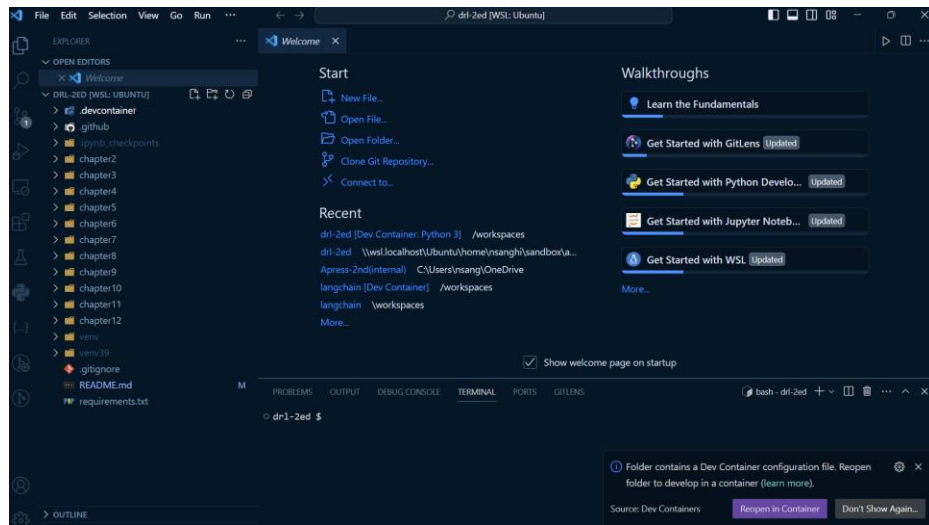 File Edit Selection View Go Run ···
drl-2ed [WSL: Ubuntu]
EXPLORER
Welcome
OPEN EDITORS
Welcome
DRL-2ED [WSL: UBUNTU]
.devcontainer
.github
.ipynb_checkpoints
chapter2
chapter3
chapter4
chapter5
chapter6
chapter7
chapter8
chapter9
chapter10
chapter11
chapter12
venv
venv39
.gitignore
README.md M
requirements.txt
OUTLINE
1
Start
New File...
Open File...
Open Folder...
Clone Git Repository...
Connect to...
Recent
drl-2ed [Dev Container: Python 3] /workspaces
drl-2ed \\wsl.localhost\Ubuntu\home\nsanghi\sandbox\a...
Apress-2nd(internal) C:\Users\nsang\OneDrive
langchain [Dev Container] /workspaces
langchain \workspaces
More...
Walkthroughs
Learn the Fundamentals
Get Started with GitLens Updated
Get Started with Python Develo... Updated
Get Started with Jupyter Noteb... Updated
Get Started with WSL Updated
More...
Show welcome page on startup
PROBLEMS OUTPUT DEBUG CONSOLE TERMINAL PORTS GITLENS
bash - drl-2ed
drl-2ed $
Folder contains a Dev Container configuration file. Reopen
folder to develop in a container (learn more).
Source: Dev Containers
Reopen in Container
Don't Show Again...